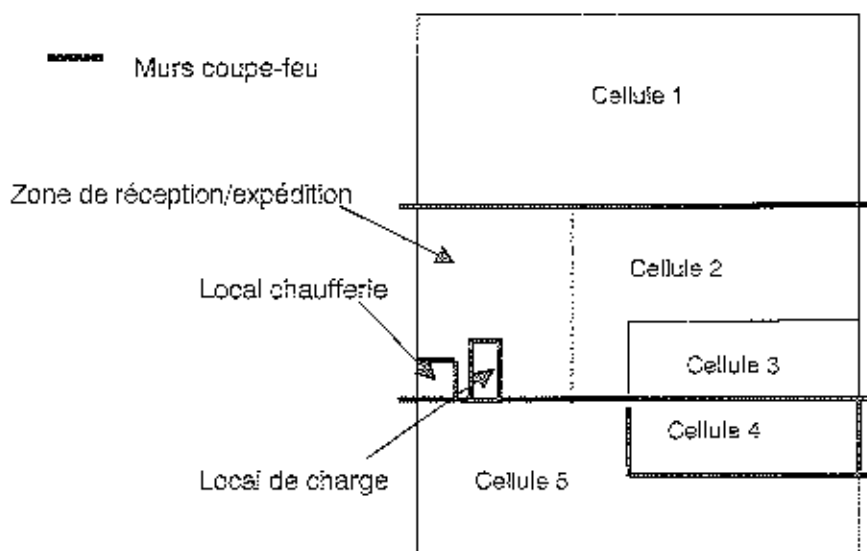 Murs coupe-feu
Cellule 1
Zone de réception/expédition
Cellule 2
Local chaufferie
Cellule 3
Cellule 4
Local de charge
Cellule 5